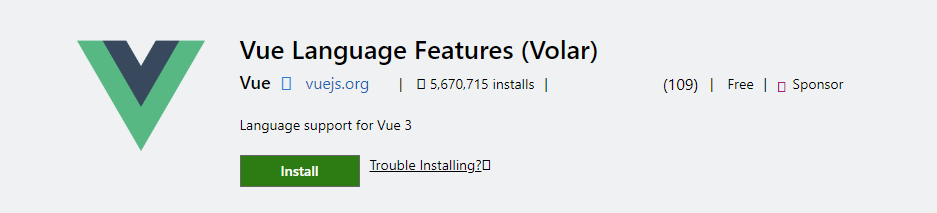 Vue Language Features (Volar)
Vue vuejs.org | 5,670,715 installs | (109) | Free | Sponsor
Language support for Vue 3
Install Trouble Installing?